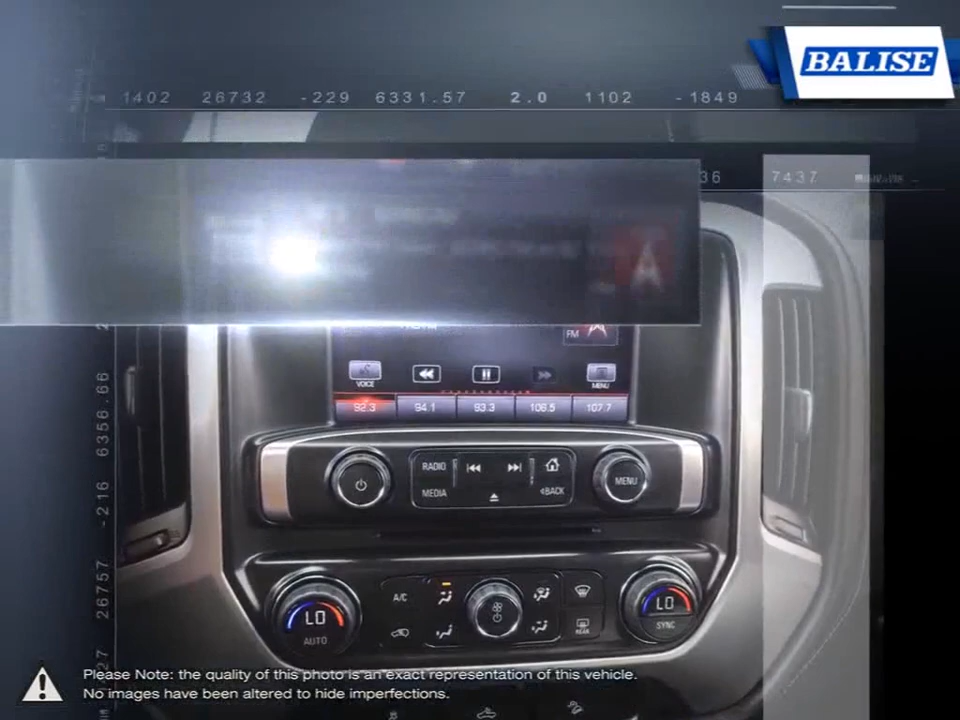 BALISE
1402 26732 -229 6331.57 2.0 1102 -1849
36 7437
FM
VOICE MENU
92.3 94.1 93.3 106.5 107.7
RADIO
MEDIA BACK
MENU
A/C
LO LO
AUTO SYNC
REAR
6356.66
-216
26757
27
Please Note: the quality of this photo is an exact representation of this vehicle.
No images have been altered to hide imperfections.